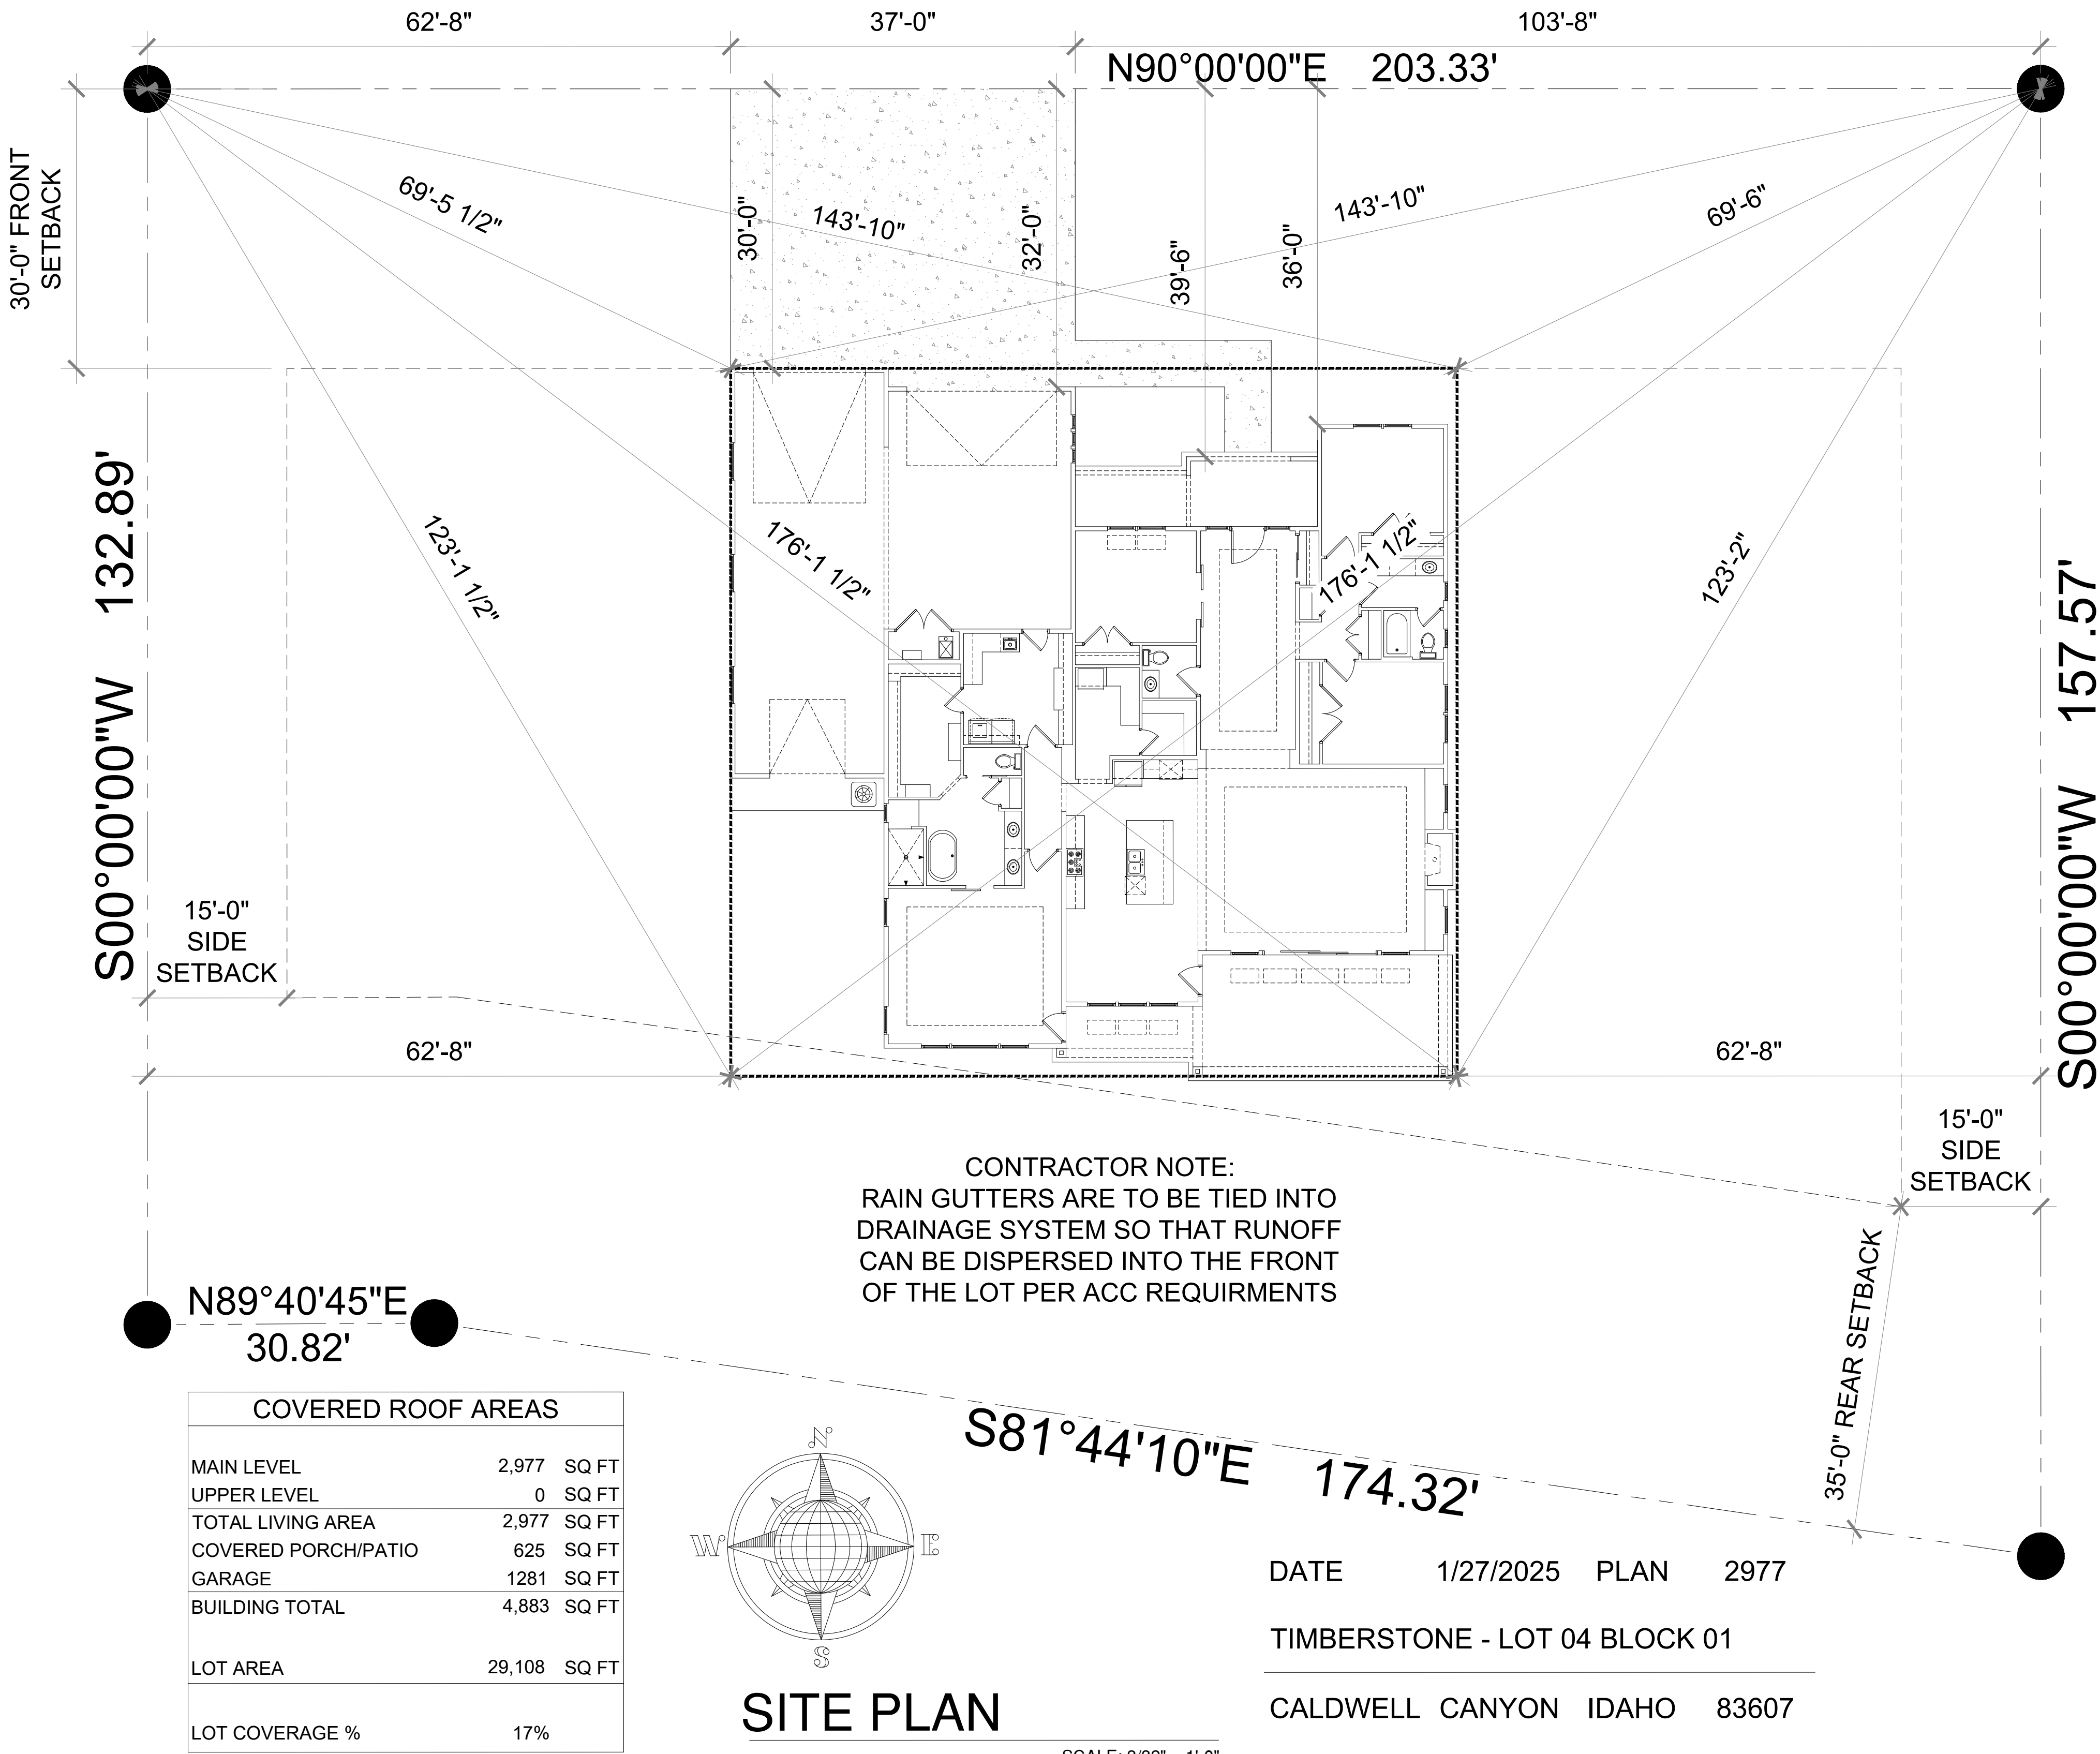 62'-8"
37'-0"
103'-8"
N90°00'00"E 203.33'
30'-0" FRONT
SETBACK
69'-5 1/2"
143'-10"
30'-0"
32'-0"
39'-6"
36'-0"
143'-10"
69'-6"
S00°00'00"W 132.89'
123'-1 1/2"
176'-1 1/2"
176'-1 1/2"
123'-2"
S00°00'00"W 157.57'
15'-0"
SIDE
SETBACK
62'-8"
62'-8"
15'-0"
SIDE
SETBACK
CONTRACTOR NOTE:
RAIN GUTTERS ARE TO BE TIED INTO
DRAINAGE SYSTEM SO THAT RUNOFF
CAN BE DISPERSED INTO THE FRONT
OF THE LOT PER ACC REQUIRMENTS
35'-0" REAR SETBACK
N89°40'45"E
30.82'
S81°44'10"E 174.32'
COVERED ROOF AREAS
MAIN LEVEL 2,977 SQ FT
UPPER LEVEL 0 SQ FT
TOTAL LIVING AREA 2,977 SQ FT
COVERED PORCH/PATIO 625 SQ FT
GARAGE 1281 SQ FT
BUILDING TOTAL 4,883 SQ FT
LOT AREA 29,108 SQ FT
LOT COVERAGE % 17%
N
W
E
S
SITE PLAN
DATE 1/27/2025 PLAN 2977
TIMBERSTONE - LOT 04 BLOCK 01
CALDWELL CANYON IDAHO 83607